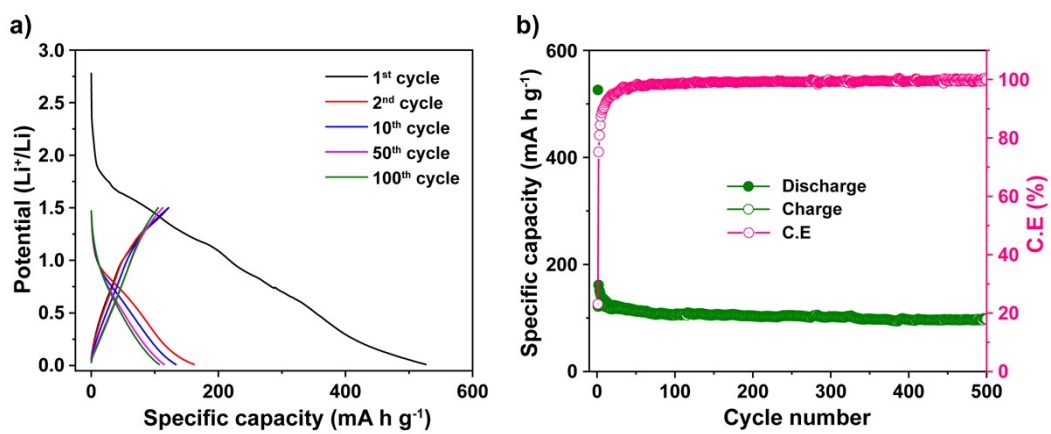 a)
3.0
2.5
2.0
1.5
1.0
0.5
0.0
Potential (Li⁺/Li)
1ˢᵗ cycle
2ⁿᵈ cycle
10ᵗʰ cycle
50ᵗʰ cycle
100ᵗʰ cycle
0 200 400 600
Specific capacity (mA h g⁻¹)
b)
600
500
400
300
200
100
0
Specific capacity (mA h g⁻¹)
Discharge
Charge
C.E
100
80
60
40
20
0
C.E (%)
0 100 200 300 400 500
Cycle number